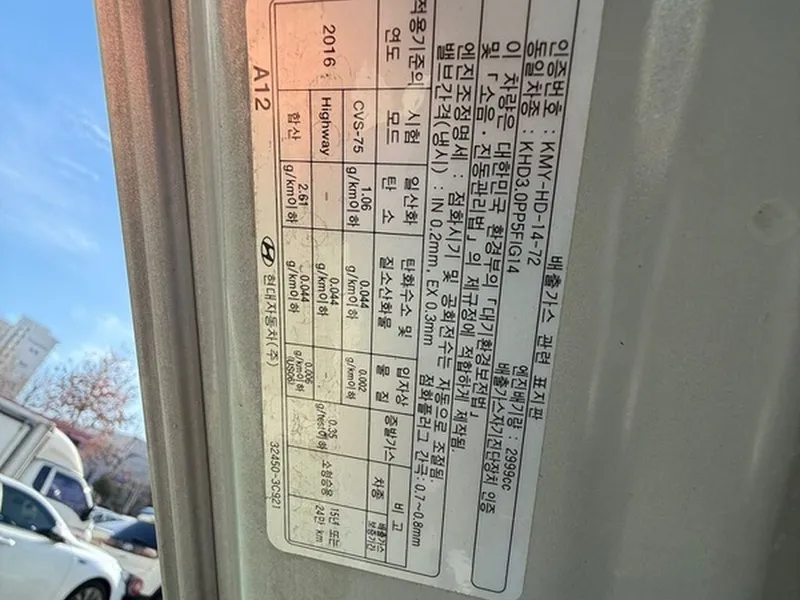 배출가스 관련 표지판
인증번호 : KMY-HD-14-72 엔진배기량 : 2999cc
동일차종 : KHD3.0PP5FIG14 배출가스자기진단장치 인증
이 차량은 대한민국 환경부의 「대기환경보전법」
및 「소음 · 진동관리법」의 제규정에 적합하게 제작됨.
엔진조정명세 : 점화시기 및 공회전수는 자동으로 조절됨.
밸브간격(냉시) : IN 0.2mm, EX 0.3mm 점화플러그 간극 : 0.7~0.8mm
적용기준의 연도 시험 모드 일산화 탄 소 탄화수소 및 질소산화물 입자상 물 질 증발가스 비 고
차종 배출가스 보증기간
2016 CVS-75 1.06 g/km이하 0.044 g/km이하 0.002 g/km이하 0.35 g/test이하 소형승용 15년 또는 24만 km
Highway - 0.044 g/km이하 -
합산 2.61 g/km이하 0.044 g/km이하 0.006 g/km이하 (US06)
A12 현대자동차(주) 32450-3C921